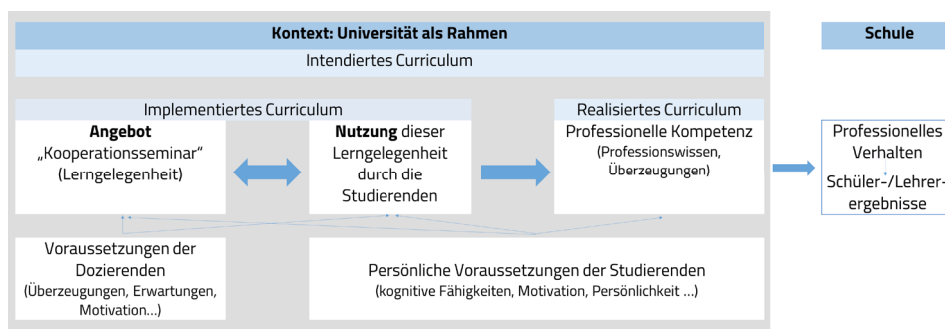 Kontext: Universität als Rahmen
Schule
Intendiertes Curriculum
Implementiertes Curriculum
Realisiertes Curriculum
Angebot
„Kooperationsseminar“
(Lerngelegenheit)
Nutzung dieser
Lerngelegenheit
durch die
Studierenden
Professionelle Kompetenz
(Professionswissen,
Überzeugungen)
Professionelles
Verhalten
Schüler-/Lehrer-
ergebnisse
Voraussetzungen der
Dozierenden
(Überzeugungen, Erwartungen,
Motivation...)
Persönliche Voraussetzungen der Studierenden
(kognitive Fähigkeiten, Motivation, Persönlichkeit ...)